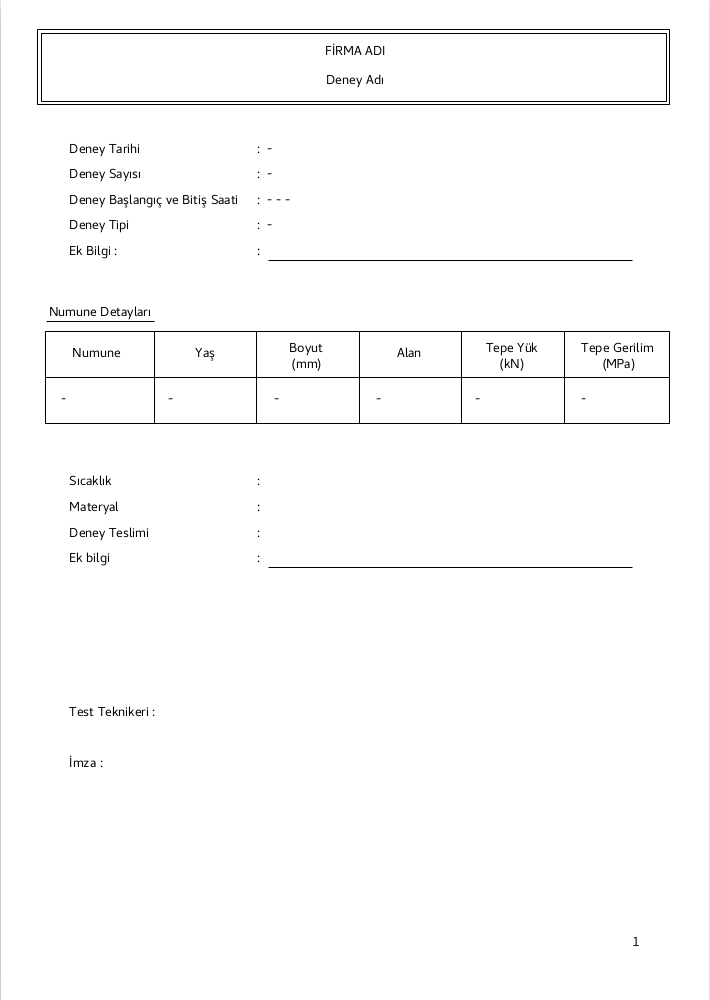 FİRMA ADI
Deney Adı
Deney Tarihi : -
Deney Sayısı : -
Deney Başlangıç ve Bitiş Saati : - - -
Deney Tipi : -
Ek Bilgi : :
Numune Detayları
Numune Yaş Boyut (mm) Alan Tepe Yük (kN) Tepe Gerilim (MPa)
- - - - - -
Sıcaklık :
Materyal :
Deney Teslimi :
Ek bilgi :
Test Teknikeri :
İmza :
1